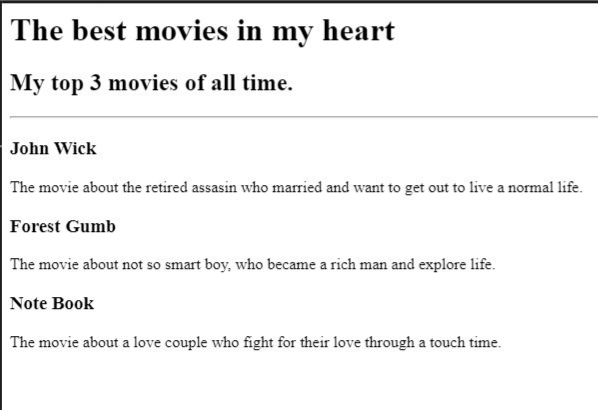 The best movies in my heart
My top 3 movies of all time.
John Wick
The movie about the retired assasin who married and want to get out to live a normal life.
Forest Gumb
The movie about not so smart boy, who became a rich man and explore life.
Note Book
The movie about a love couple who fight for their love through a touch time.